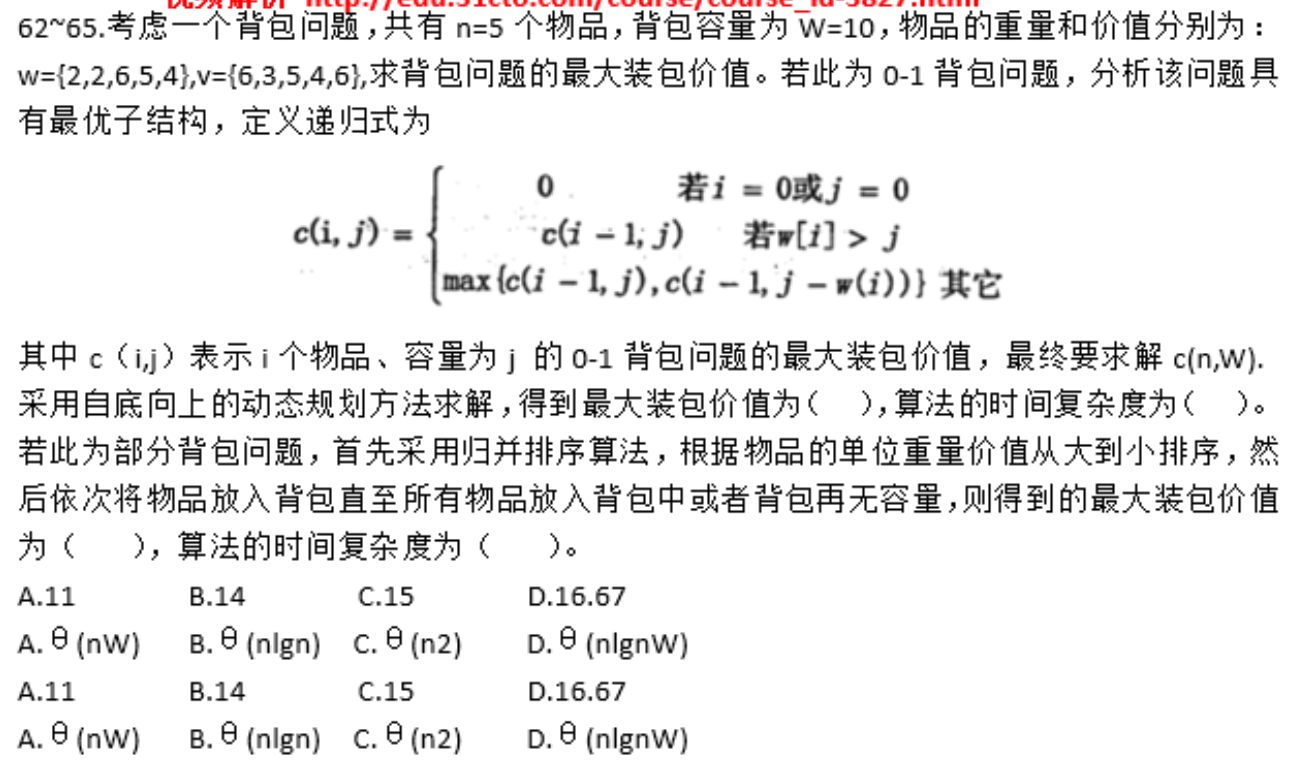 62~65.考虑一个背包问题,共有 n=5 个物品,背包容量为 W=10,物品的重量和价值分别为:
w={2,2,6,5,4},v={6,3,5,4,6},求背包问题的最大装包价值。若此为 0-1 背包问题,分析该问题具
有最优子结构,定义递归式为
0 若i = 0或j = 0
c(i, j) = c(i − 1, j) 若w[i] > j
max{c(i − 1, j), c(i − 1, j − w(i))} 其它
其中 c(i,j)表示 i 个物品、容量为 j 的 0-1 背包问题的最大装包价值,最终要求解 c(n,W).
采用自底向上的动态规划方法求解,得到最大装包价值为( ),算法的时间复杂度为( )。
若此为部分背包问题,首先采用归并排序算法,根据物品的单位重量价值从大到小排序,然
后依次将物品放入背包直至所有物品放入背包中或者背包再无容量,则得到的最大装包价值
为( ),算法的时间复杂度为( )。
A.11 B.14 C.15 D.16.67
A. θ (nW) B. θ (nlgn) C. θ (n2) D. θ (nlgnW)
A.11 B.14 C.15 D.16.67
A. θ (nW) B. θ (nlgn) C. θ (n2) D. θ (nlgnW)